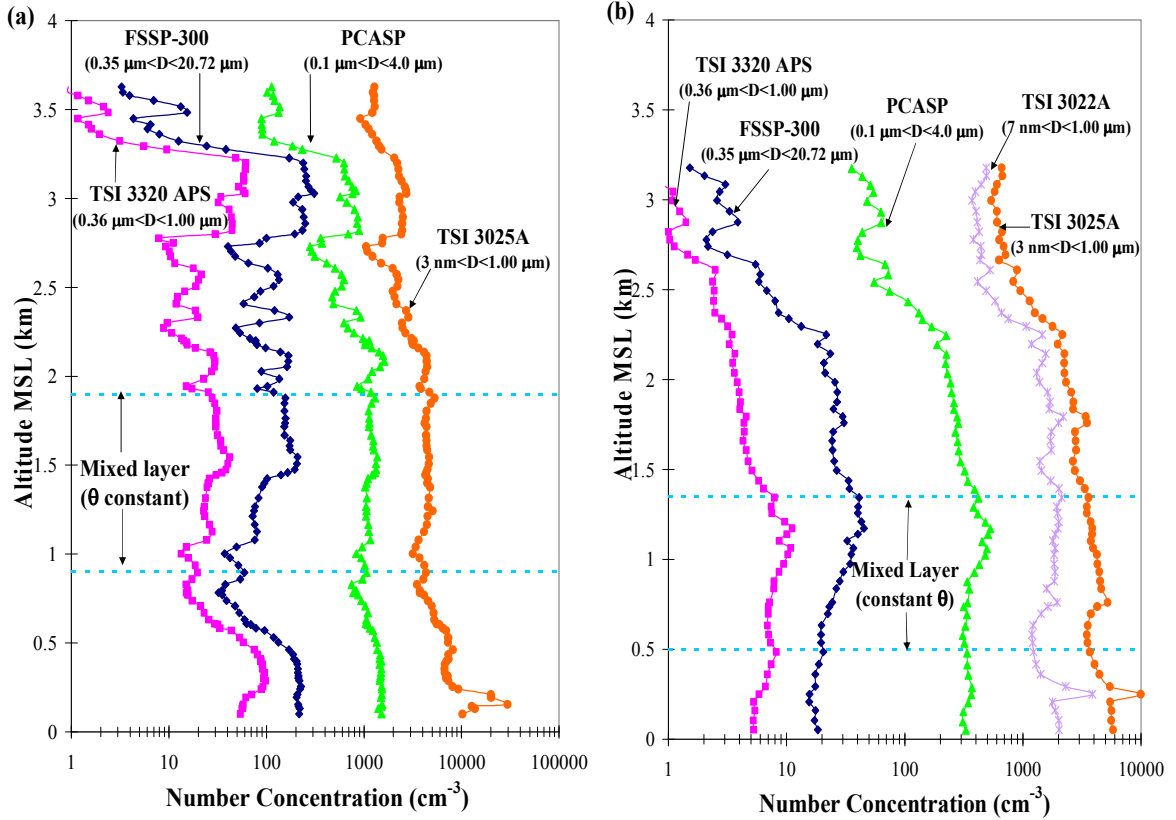 (a)
4
3.5
3
2.5
2
1.5
1
0.5
0
Altitude MSL (km)
FSSP-300
(0.35 μm<D<20.72 μm)
PCASP
(0.1 μm<D<4.0 μm)
TSI 3320 APS
(0.36 μm<D<1.00 μm)
TSI 3025A
(3 nm<D<1.00 μm)
Mixed layer
(θ constant)
1
10
100
1000
10000
100000
Number Concentration (cm⁻³)
(b)
4
3.5
3
2.5
2
1.5
1
0.5
0
Altitude MSL (km)
TSI 3320 APS
(0.36 μm<D<1.00 μm)
FSSP-300
(0.35 μm<D<20.72 μm)
PCASP
(0.1 μm<D<4.0 μm)
TSI 3022A
(7 nm<D<1.00 μm)
TSI 3025A
(3 nm<D<1.00 μm)
Mixed Layer
(constant θ)
1
10
100
1000
10000
Number Concentration (cm⁻³)